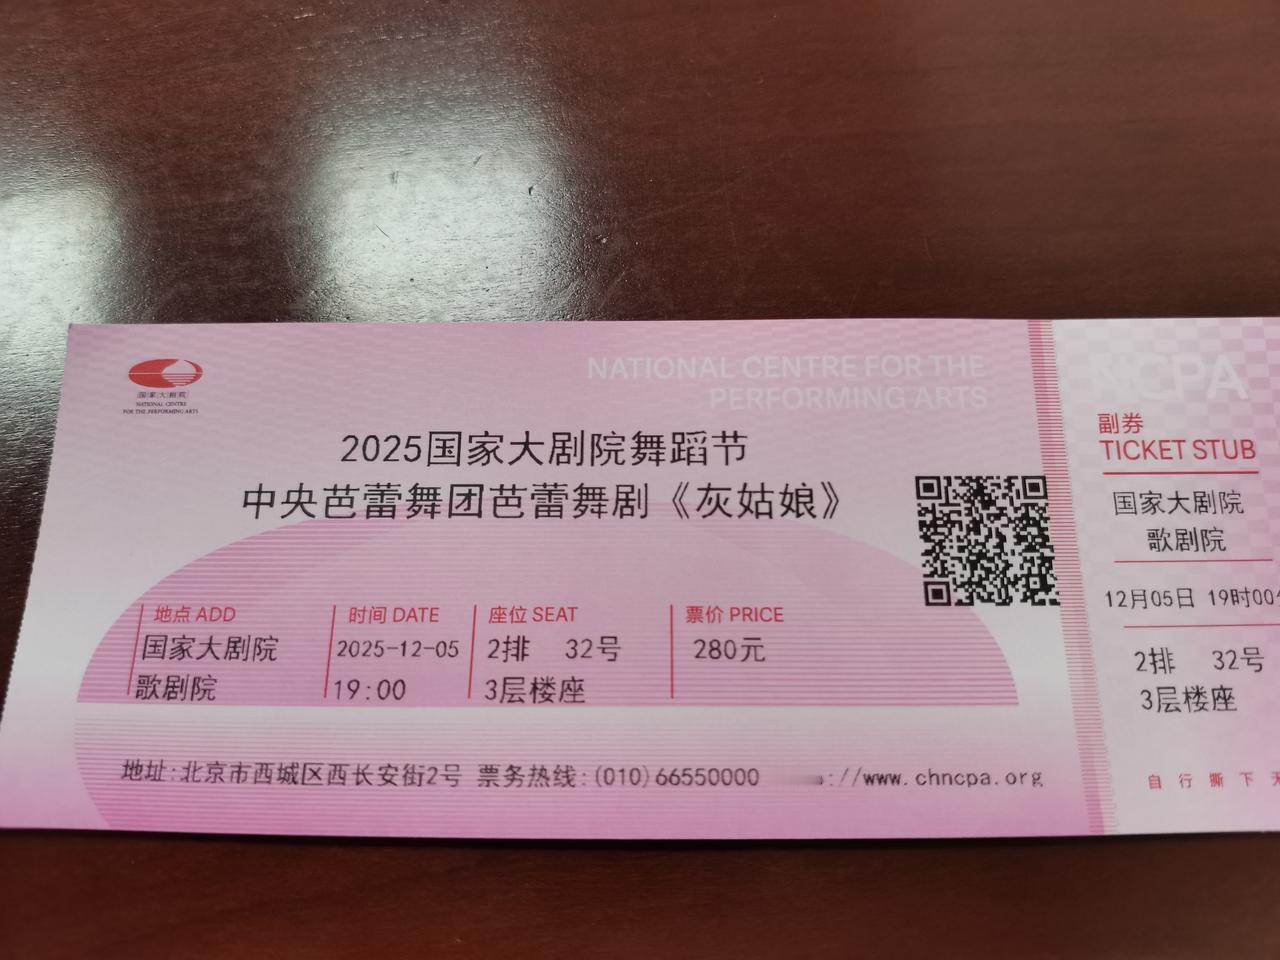 国家大剧院
NATIONAL CENTRE
FOR THE PERFORMING ARTS
NATIONAL CENTRE FOR THE
PERFORMING ARTS
2025国家大剧院舞蹈节
中央芭蕾舞团芭蕾舞剧《灰姑娘》
地点 ADD
国家大剧院
歌剧院
时间 DATE
2025-12-05
19:00
座位 SEAT
2排 32号
3层楼座
票价 PRICE
280元
地址:北京市西城区西长安街2号 票务热线:(010)66550000 ://www.chncpa.org
NCPA
副券
TICKET STUB
国家大剧院
歌剧院
12月05日 19时00
2排 32号
3层楼座
自行撕下